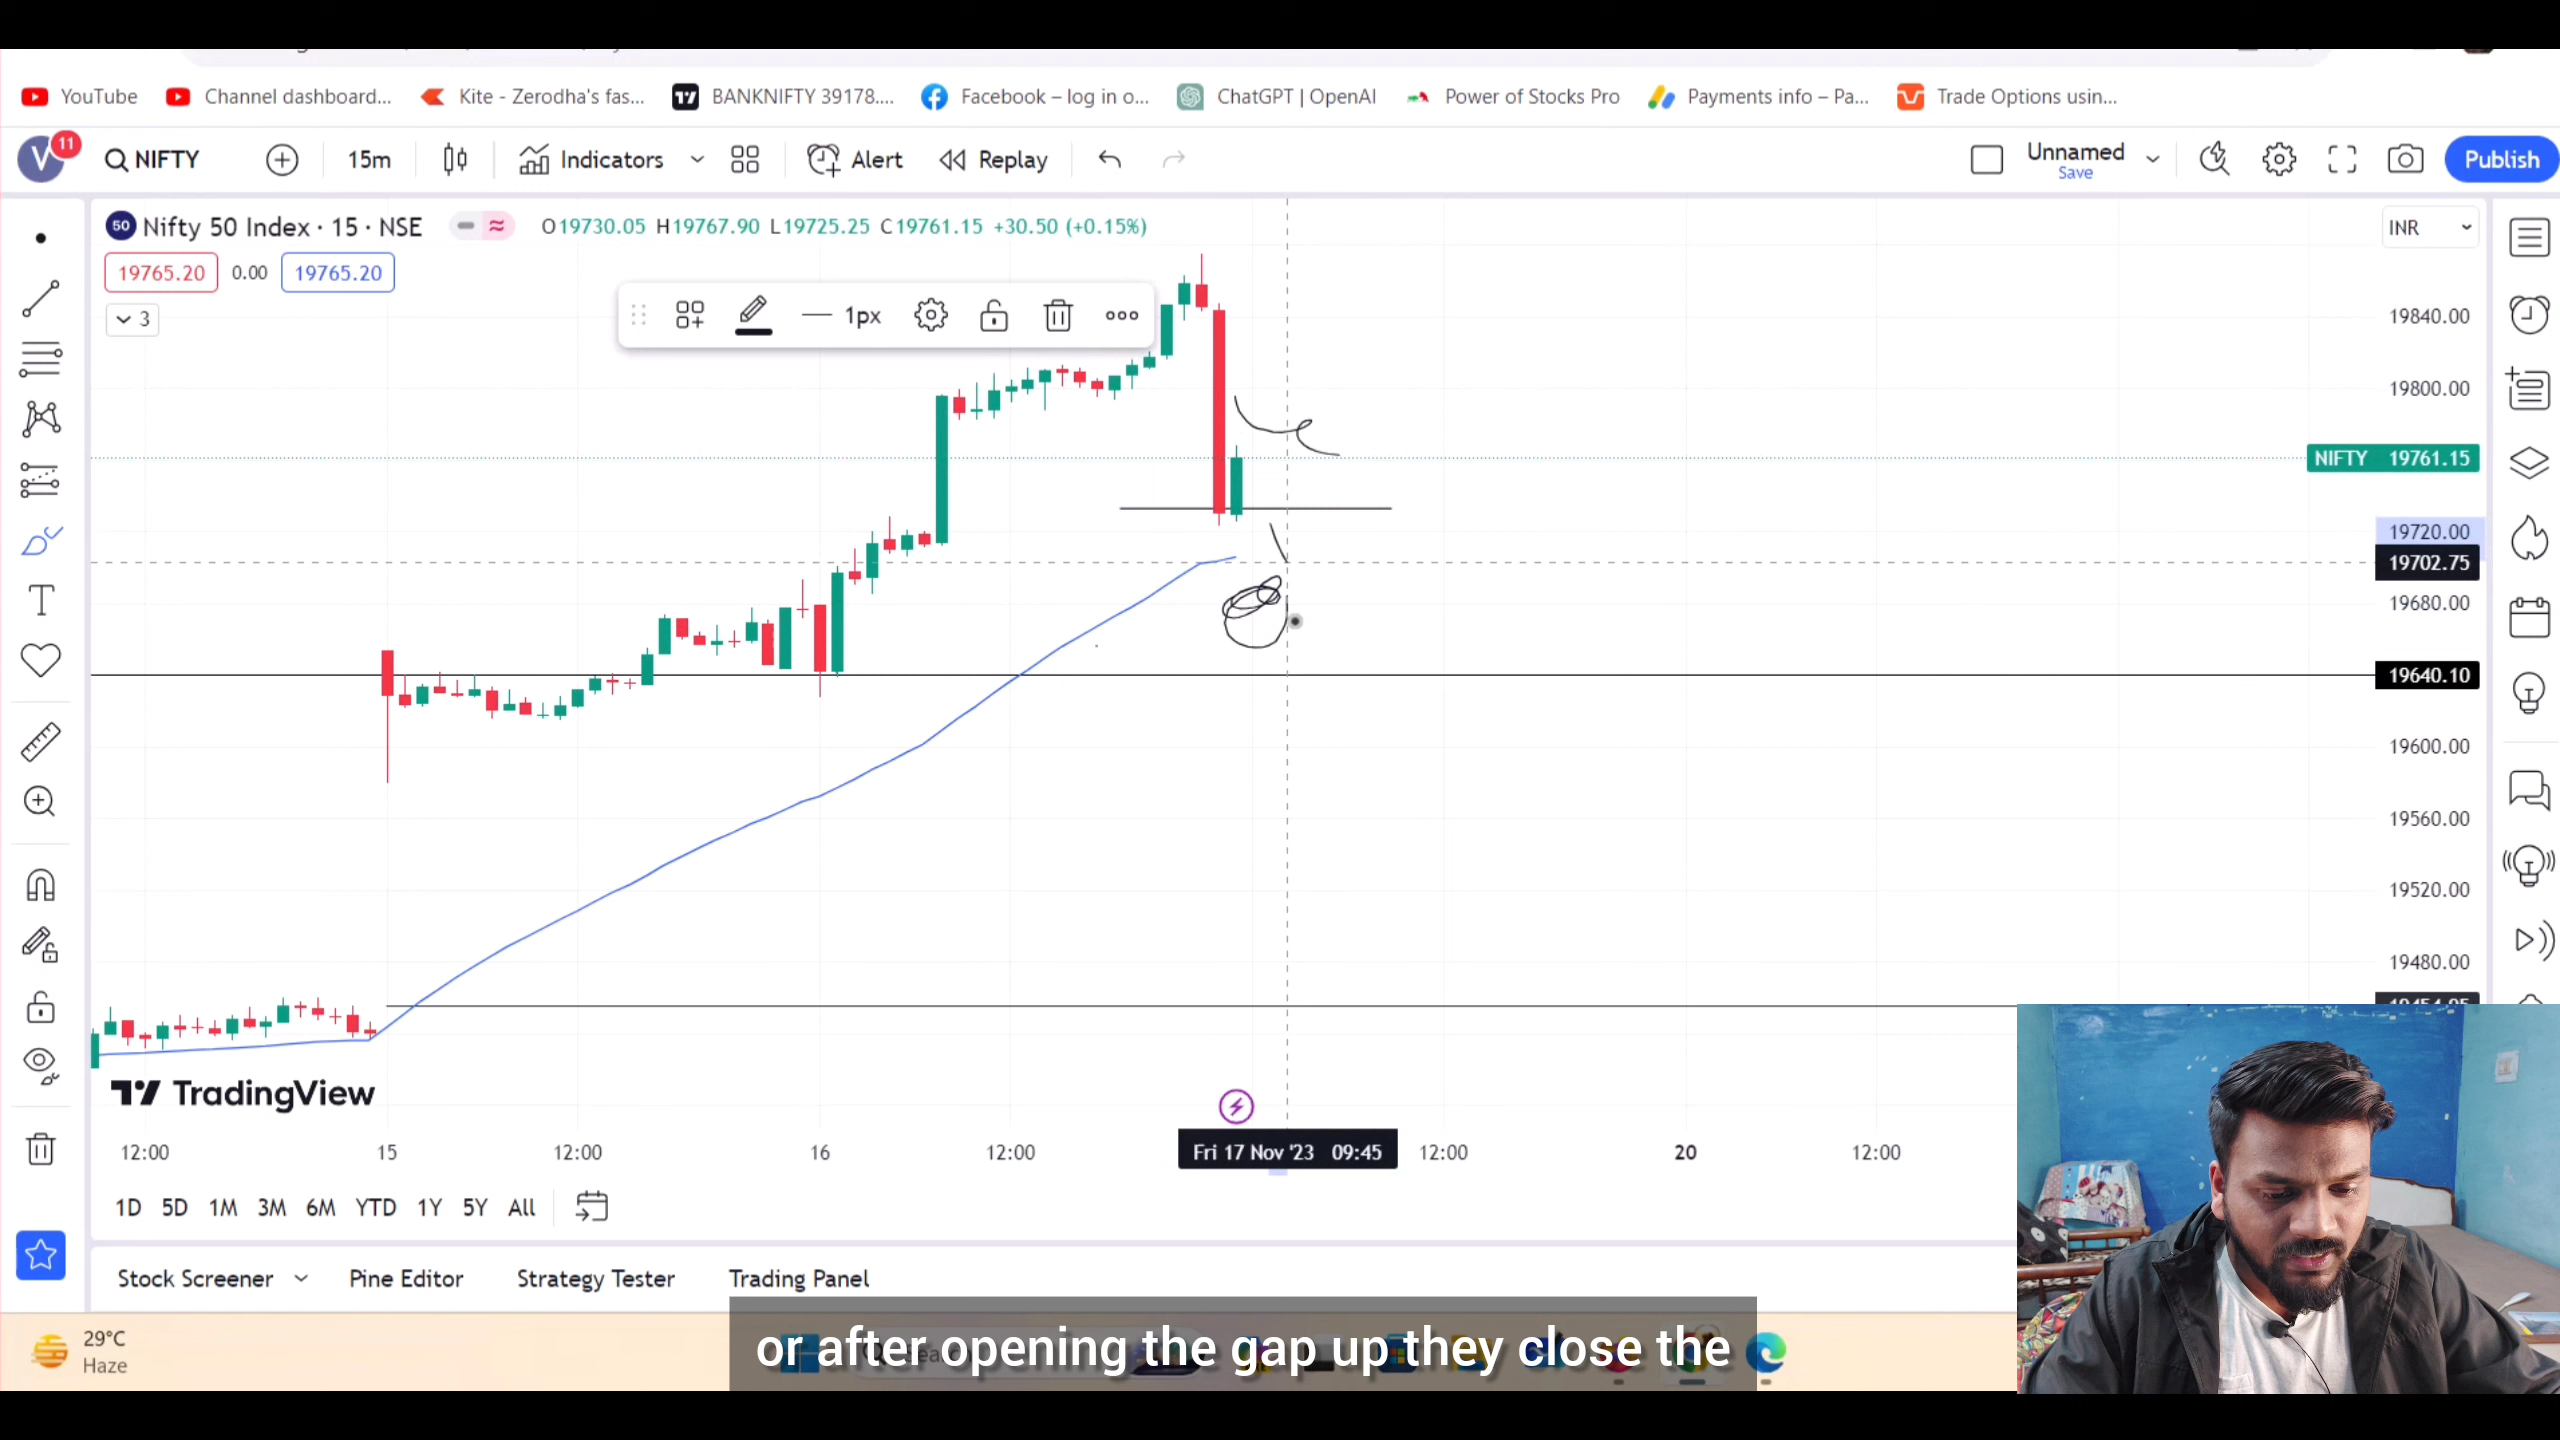 YouTube Channel dashboard... Kite - Zerodha's fas... BANKNIFTY 39178.... Facebook – log in o... ChatGPT | OpenAI Power of Stocks Pro Payments info – Pa... Trade Options usin...
V 11 NIFTY 15m Indicators Alert Replay Unnamed Save Publish
50 Nifty 50 Index · 15 · NSE O19730.05 H19767.90 L19725.25 C19761.15 +30.50 (+0.15%) INR
19765.20 0.00 19765.20
3
1px
19840.00
19800.00
NIFTY 19761.15
19720.00
19702.75
19680.00
19640.10
19600.00
19560.00
19520.00
19480.00
TradingView
12:00 15 12:00 16 12:00 Fri 17 Nov '23 09:45 12:00 20 12:00
1D 5D 1M 3M 6M YTD 1Y 5Y All
Stock Screener Pine Editor Strategy Tester Trading Panel
29°C
Haze
or after opening the gap up they close the